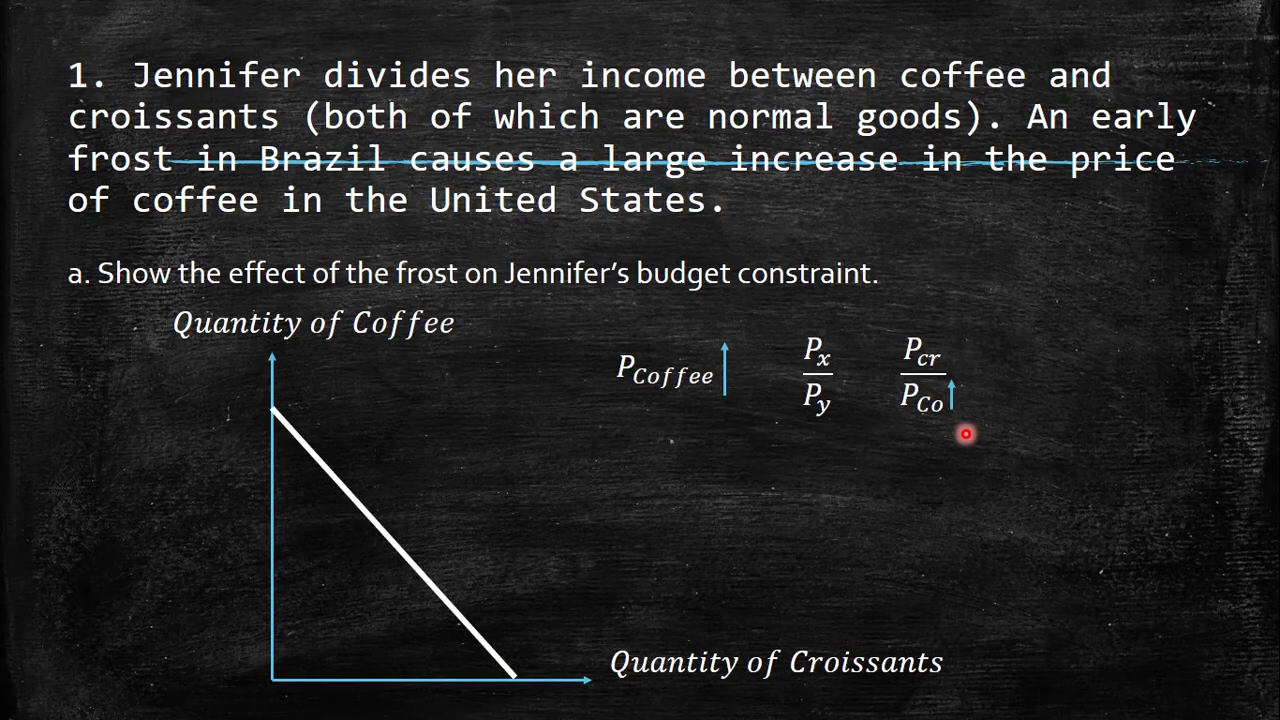 1. Jennifer divides her income between coffee and
croissants (both of which are normal goods). An early
frost in Brazil causes a large increase in the price
of coffee in the United States.
a. Show the effect of the frost on Jennifer's budget constraint.
Quantity of Coffee
P_Coffee
P_x
P_y
P_cr
P_Co
Quantity of Croissants